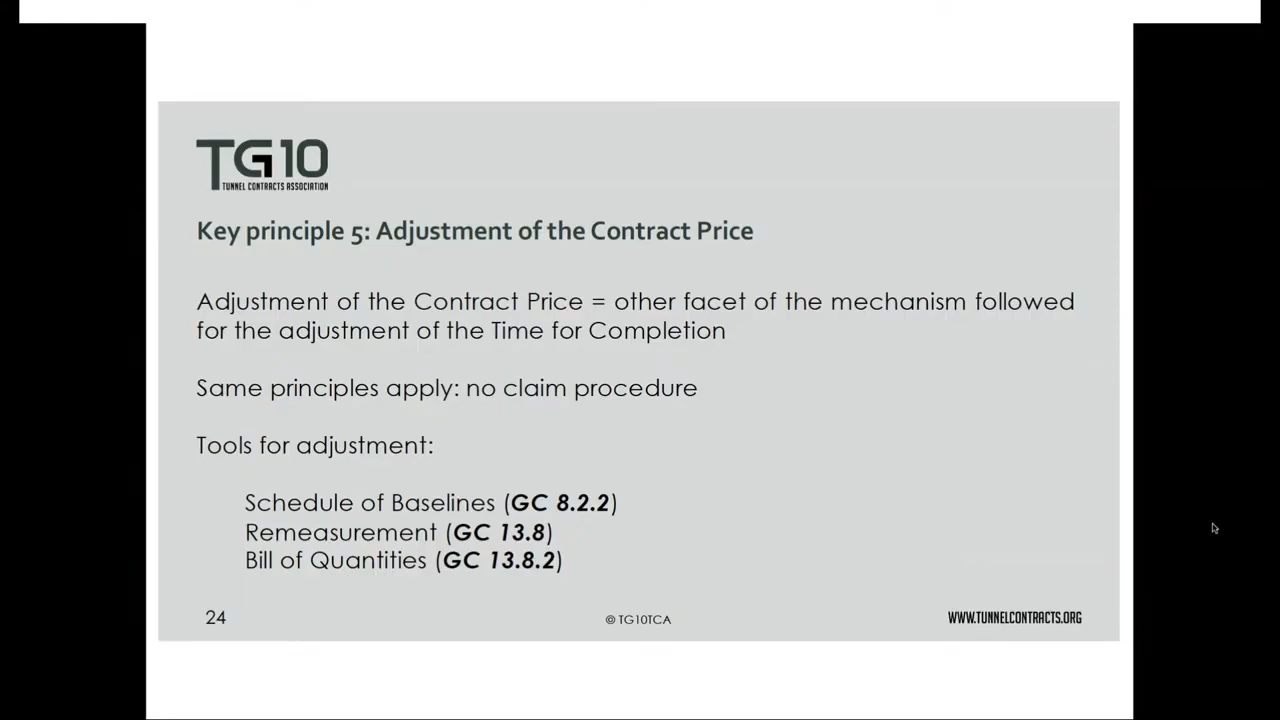 TG10
TUNNEL CONTRACTS ASSOCIATION
Key principle 5: Adjustment of the Contract Price
Adjustment of the Contract Price = other facet of the mechanism followed
for the adjustment of the Time for Completion
Same principles apply: no claim procedure
Tools for adjustment:
Schedule of Baselines (GC 8.2.2)
Remeasurement (GC 13.8)
Bill of Quantities (GC 13.8.2)
24
© TG10TCA
WWW.TUNNELCONTRACTS.ORG